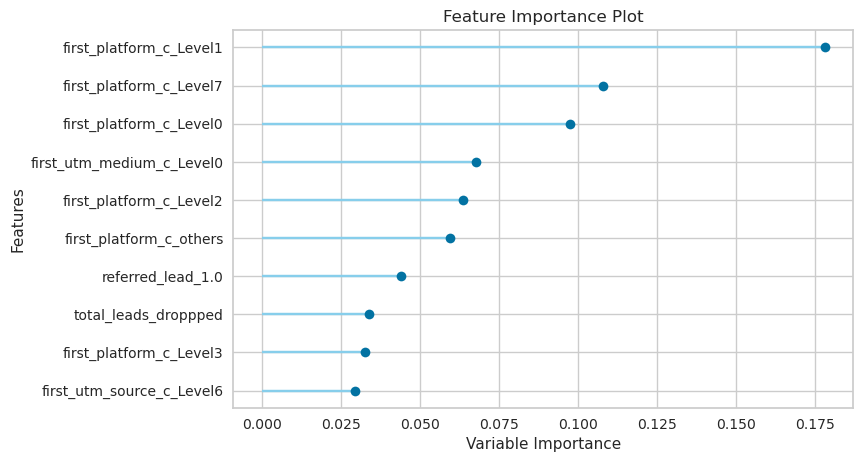 Feature Importance Plot
first_platform_c_Level1
first_platform_c_Level7
first_platform_c_Level0
first_utm_medium_c_Level0
first_platform_c_Level2
first_platform_c_others
referred_lead_1.0
total_leads_droppped
first_platform_c_Level3
first_utm_source_c_Level6
Features
0.000 0.025 0.050 0.075 0.100 0.125 0.150 0.175
Variable Importance